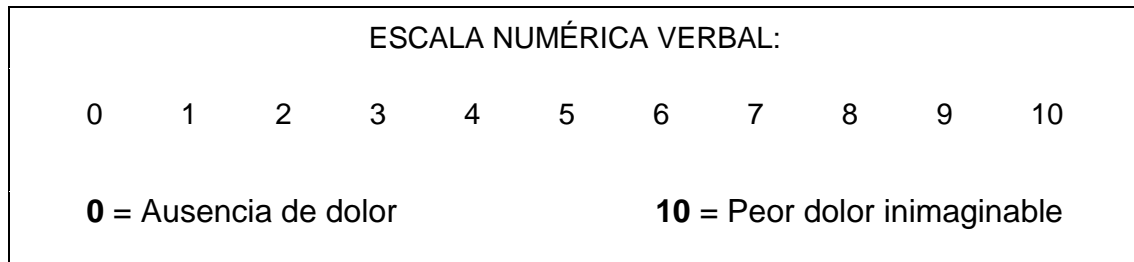 ESCALA NUMÉRICA VERBAL:
0 1 2 3 4 5 6 7 8 9 10
0 = Ausencia de dolor 10 = Peor dolor inimaginable